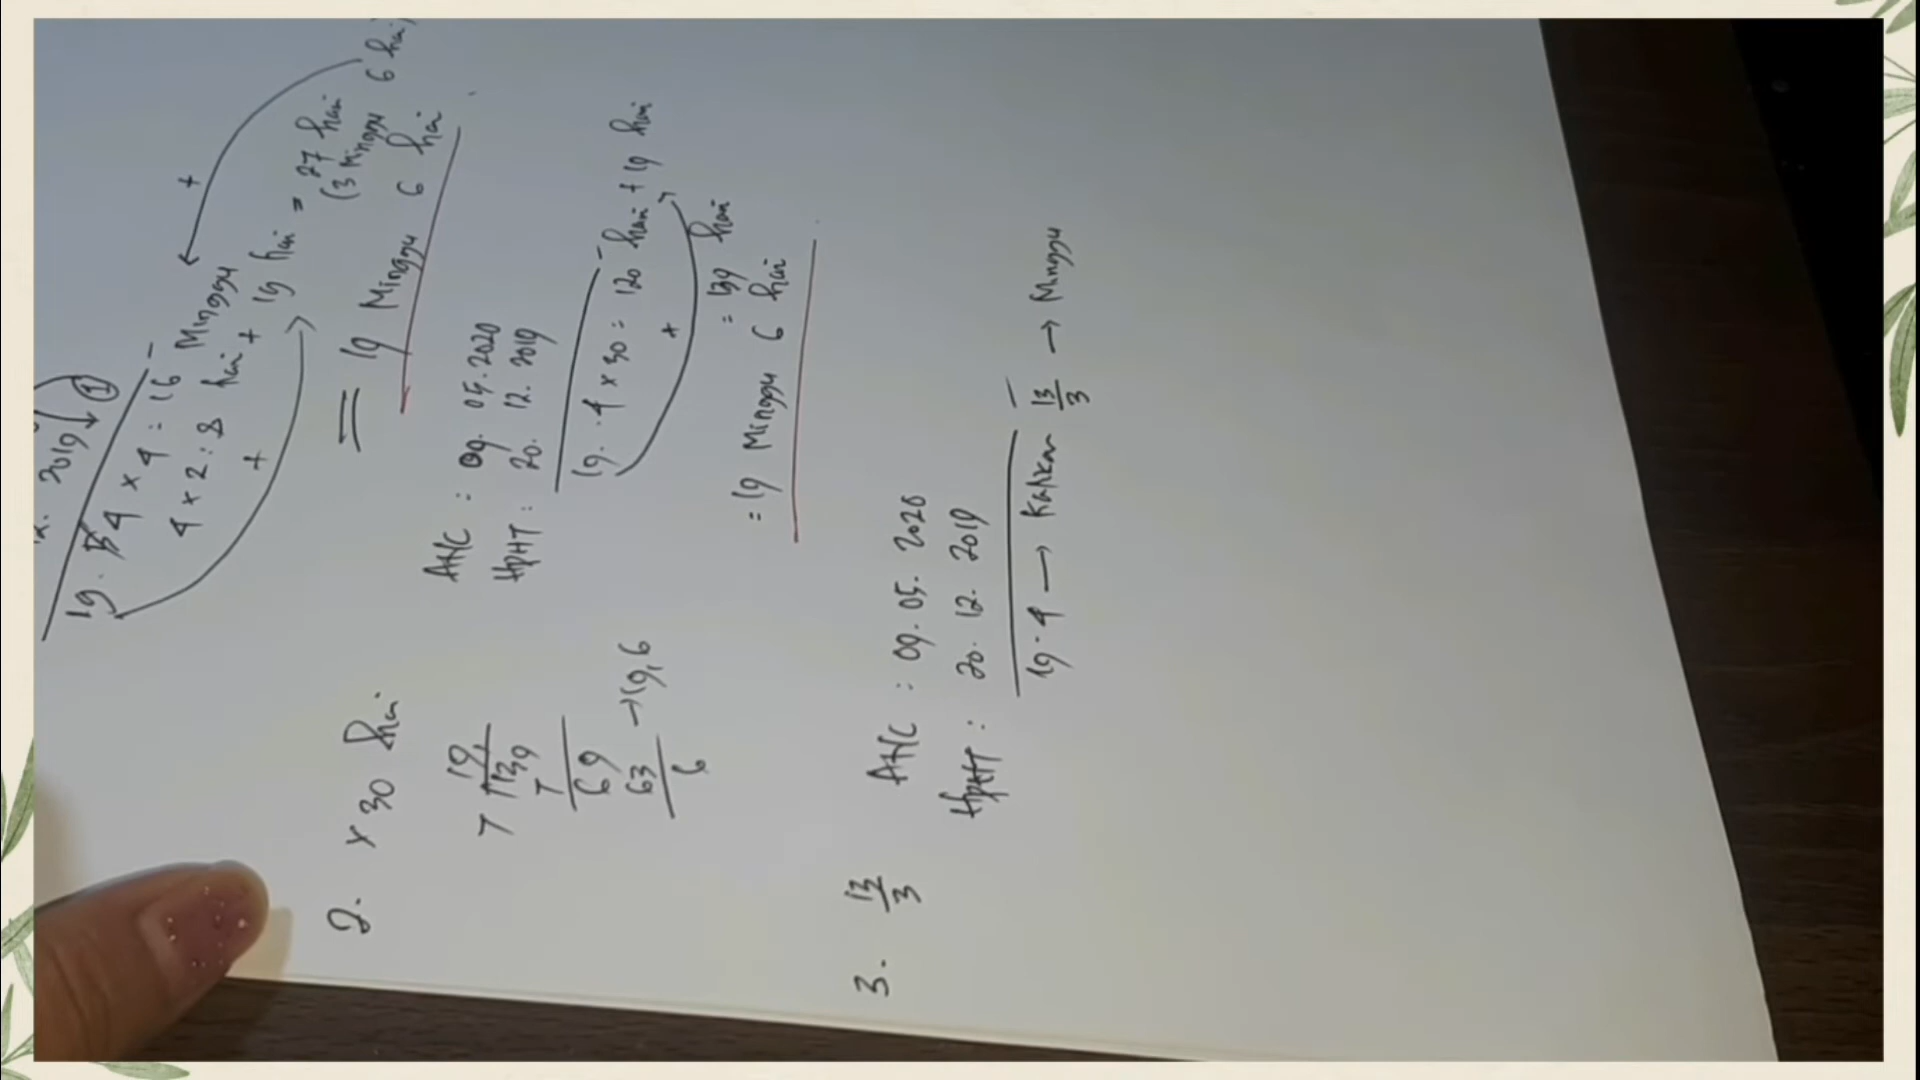 2019 ①
19. 4 × 4 = 16 Minggu
4 × 2 : 8 hari + 19 hari = 27 hari
(3 Minggu 6 hari)
= 19 Minggu 6 hari
2. × 30 hari
ANC : 09. 05. 2020
HPHT : 20. 12. 2019
19. 4 × 30 = 120 hari + 19 hari
= 139 hari
= 19 Minggu 6 hari
19
7 139
7
69
63 → 19,6
6
3. 13/3
ANC : 09. 05. 2020
HPHT : 20. 12. 2019
19. 4 → Kalikan 13/3 → Minggu